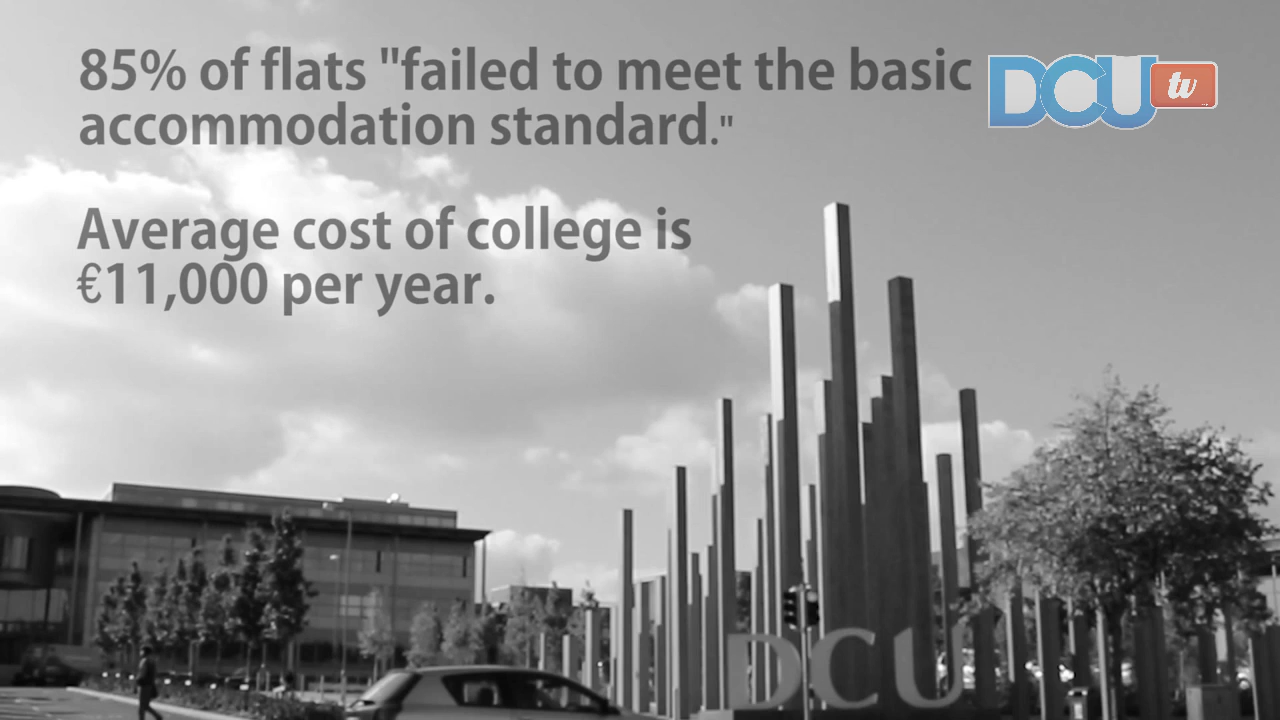 85% of flats "failed to meet the basic
accommodation standard."
DCU tv
Average cost of college is
€11,000 per year.
DCU